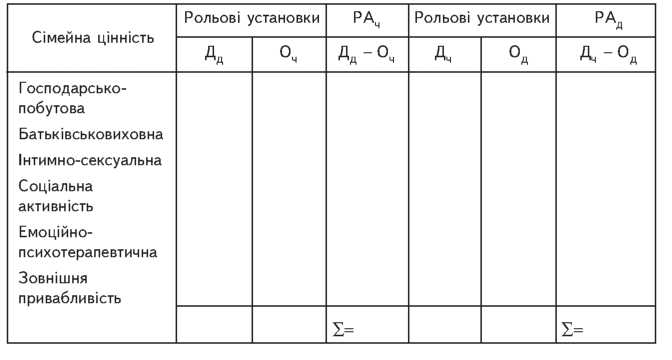 Сімейна цінність
Рольові установки
РАч
Рольові установки
РАд
Дд
Оч
Дд – Оч
Дч
Од
Дч – Од
Господарсько-
побутова
Батьківськовиховна
Інтимно-сексуальна
Соціальна
активність
Емоційно-
психотерапевтична
Зовнішня
привабливість
∑=
∑=